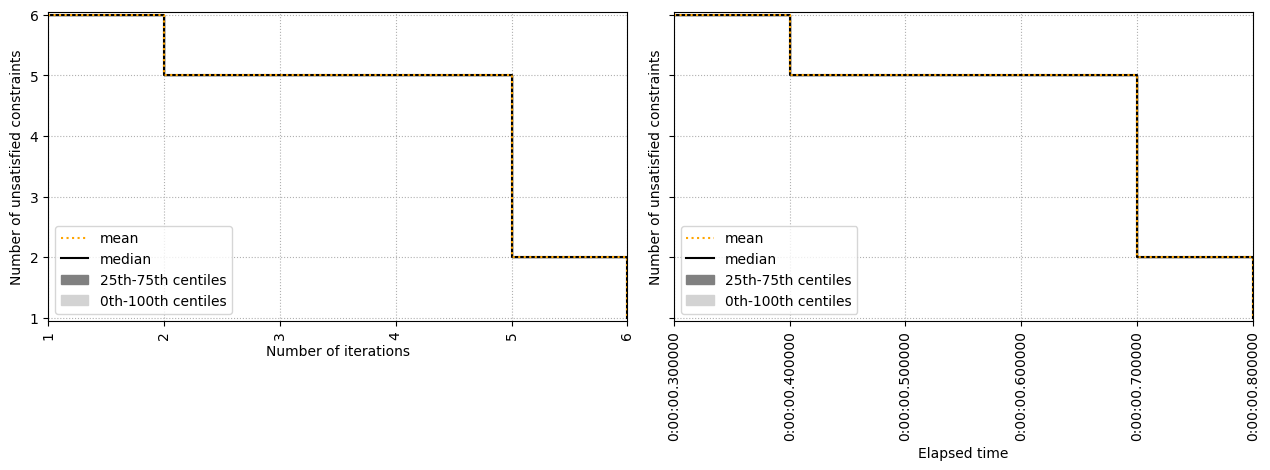 Number of unsatisfied constraints
6
5
4
3
2
1
mean
median
25th-75th centiles
0th-100th centiles
1
2
3
4
5
6
Number of iterations
Number of unsatisfied constraints
mean
median
25th-75th centiles
0th-100th centiles
0:00:00.300000
0:00:00.400000
0:00:00.500000
0:00:00.600000
0:00:00.700000
0:00:00.800000
Elapsed time